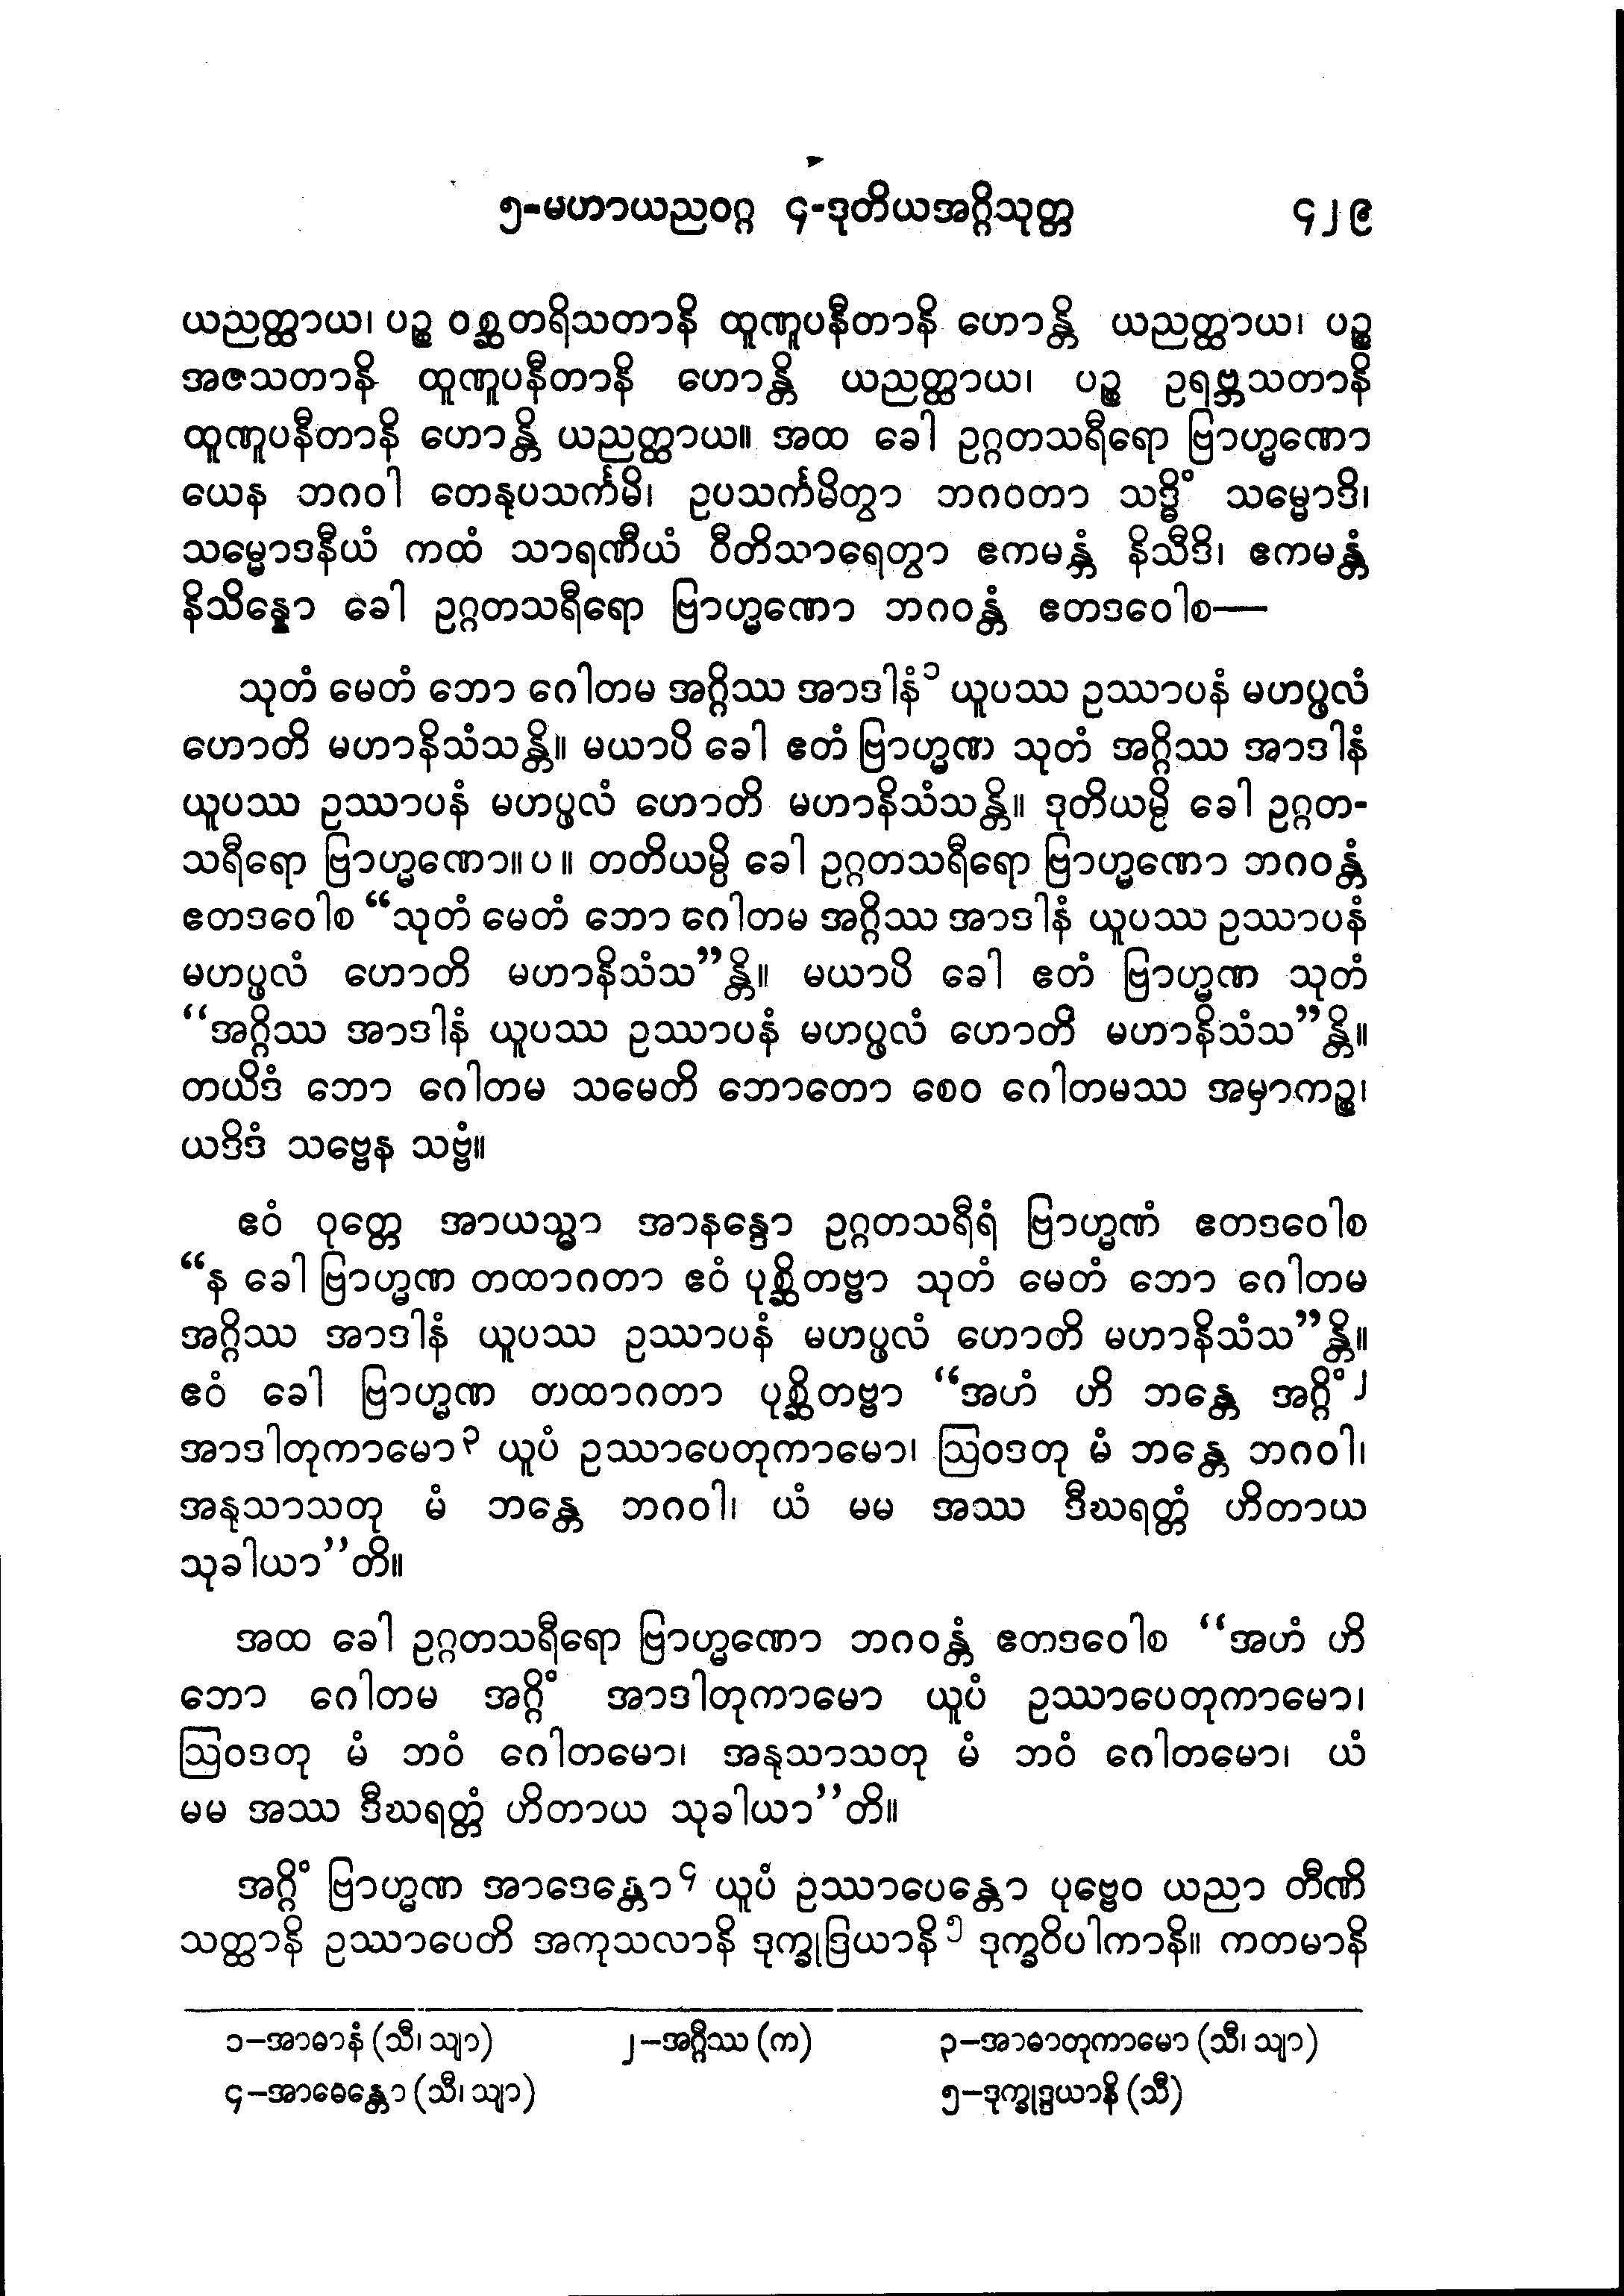 ၅-မဟာယညဝဂ္ဂ ၄-ဒုတိယအဂ္ဂိသုတ္တ ၄၂၉
ယညတ္ထာယ၊ ပဉ္စ ဝစ္ဆတရိသတာနိ ထူဏူပနီတာနိ ဟောန္တိ ယညတ္ထာယ၊ ပဉ္စ
အဇသတာနိ ထူဏူပနီတာနိ ဟောန္တိ ယညတ္ထာယ၊ ပဉ္စ ဥရဗ္ဘသတာနိ
ထူဏူပနီတာနိ ဟောန္တိ ယညတ္ထာယ။ အထ ခေါ ဥဂ္ဂတသရီရော ဗြာဟ္မဏော
ယေန ဘဂဝါ တေနုပသင်္ကမိ၊ ဥပသင်္ကမိတွာ ဘဂဝတာ သဒ္ဓိံ သမ္မောဒိ၊
သမ္မောဒနီယံ ကထံ သာရဏီယံ ဝီတိသာရေတွာ ဧကမန္တံ နိသီဒိ၊ ဧကမန္တံ
နိသိန္နော ခေါ ဥဂ္ဂတသရီရော ဗြာဟ္မဏော ဘဂဝန္တံ ဧတဒဝေါစ—
သုတံ မေတံ ဘော ဂေါတမ အဂ္ဂိဿ အာဒါနံ၁ ယူပဿ ဥဿာပနံ မဟပ္ဖလံ
ဟောတိ မဟာနိသံသန္တိ။ မယာပိ ခေါ ဧတံ ဗြာဟ္မဏ သုတံ အဂ္ဂိဿ အာဒါနံ
ယူပဿ ဥဿာပနံ မဟပ္ဖလံ ဟောတိ မဟာနိသံသန္တိ။ ဒုတိယမ္ပိ ခေါ ဥဂ္ဂတ-
သရီရော ဗြာဟ္မဏော။ပ။ တတိယမ္ပိ ခေါ ဥဂ္ဂတသရီရော ဗြာဟ္မဏော ဘဂဝန္တံ
ဧတဒဝေါစ “သုတံ မေတံ ဘော ဂေါတမ အဂ္ဂိဿ အာဒါနံ ယူပဿ ဥဿာပနံ
မဟပ္ဖလံ ဟောတိ မဟာနိသံသ”န္တိ။ မယာပိ ခေါ ဧတံ ဗြာဟ္မဏ သုတံ
“အဂ္ဂိဿ အာဒါနံ ယူပဿ ဥဿာပနံ မဟပ္ဖလံ ဟောတိ မဟာနိသံသ”န္တိ။
တယိဒံ ဘော ဂေါတမ သမေတိ ဘောတော စေဝ ဂေါတမဿ အမှာကဉ္စ၊
ယဒိဒံ သဗ္ဗေန သဗ္ဗံ။
ဧဝံ ဝုတ္တေ အာယသ္မာ အာနန္ဒော ဥဂ္ဂတသရီရံ ဗြာဟ္မဏံ ဧတဒဝေါစ
“န ခေါ ဗြာဟ္မဏ တထာဂတာ ဧဝံ ပုစ္ဆိတဗ္ဗာ သုတံ မေတံ ဘော ဂေါတမ
အဂ္ဂိဿ အာဒါနံ ယူပဿ ဥဿာပနံ မဟပ္ဖလံ ဟောတိ မဟာနိသံသ”န္တိ။
ဧဝံ ခေါ ဗြာဟ္မဏ တထာဂတာ ပုစ္ဆိတဗ္ဗာ “အဟံ ဟိ ဘန္တေ အဂ္ဂိံ၂
အာဒါတုကာမော၃ ယူပံ ဥဿာပေတုကာမော၊ ဩဝဒတု မံ ဘန္တေ ဘဂဝါ၊
အနုသာသတု မံ ဘန္တေ ဘဂဝါ၊ ယံ မမ အဿ ဒီဃရတ္တံ ဟိတာယ
သုခါယာ”တိ။
အထ ခေါ ဥဂ္ဂတသရီရော ဗြာဟ္မဏော ဘဂဝန္တံ ဧတဒဝေါစ “အဟံ ဟိ
ဘော ဂေါတမ အဂ္ဂိံ အာဒါတုကာမော ယူပံ ဥဿာပေတုကာမော၊
ဩဝဒတု မံ ဘဝံ ဂေါတမော၊ အနုသာသတု မံ ဘဝံ ဂေါတမော၊ ယံ
မမ အဿ ဒီဃရတ္တံ ဟိတာယ သုခါယာ”တိ။
အဂ္ဂိံ ဗြာဟ္မဏ အာဒေန္တော၄ ယူပံ ဥဿာပေန္တော ပုဗ္ဗေဝ ယညာ တီဏိ
သတ္ထာနိ ဥဿာပေတိ အကုသလာနိ ဒုက္ခုဒြယာနိ၅ ဒုက္ခဝိပါကာနိ။ ကတမာနိ
၁—အာဓာနံ (သီ၊ သျာ) ၂—အဂ္ဂိဿ (က) ၃—အာဓာတုကာမော (သီ၊ သျာ)
၄—အာဓေန္တော (သီ၊ သျာ) ၅—ဒုက္ခုဒ္ဒယာနိ (သီ)